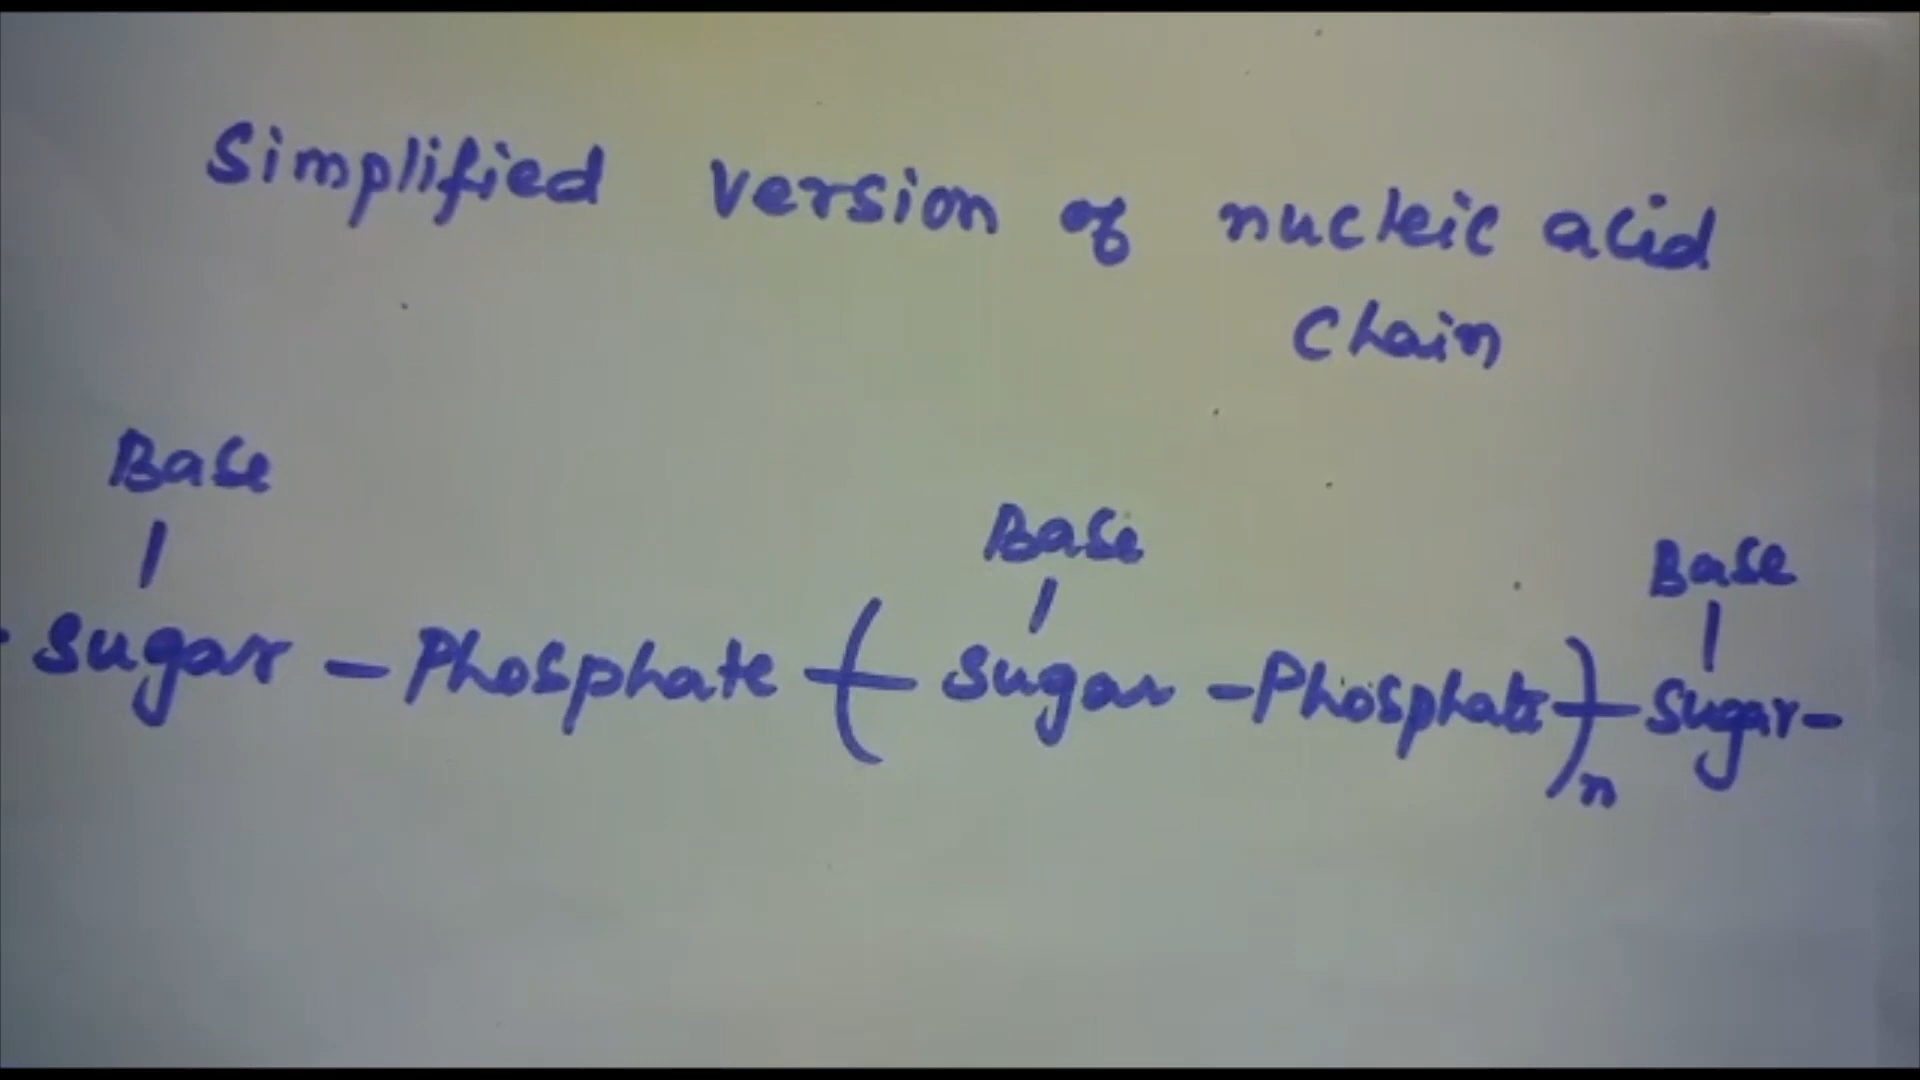 Simplified version of nucleic acid
Chain
Base
Base
Base
Sugar - Phosphate ( Sugar - Phosphate )n - Sugar -